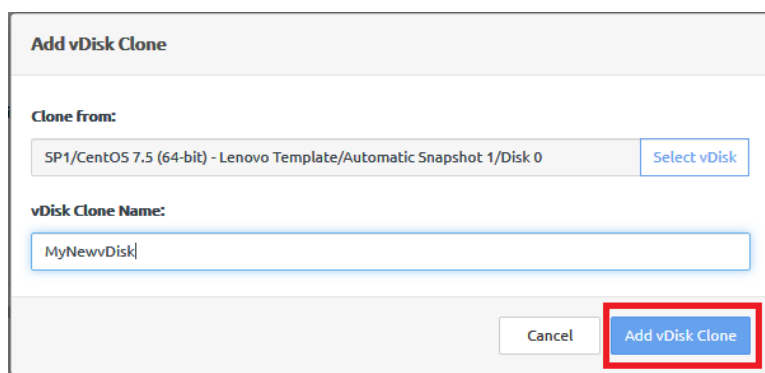 Add vDisk Clone
Clone from:
SP1/CentOS 7.5 (64-bit) - Lenovo Template/Automatic Snapshot 1/Disk 0
Select vDisk
vDisk Clone Name:
MyNewvDisk
Cancel
Add vDisk Clone